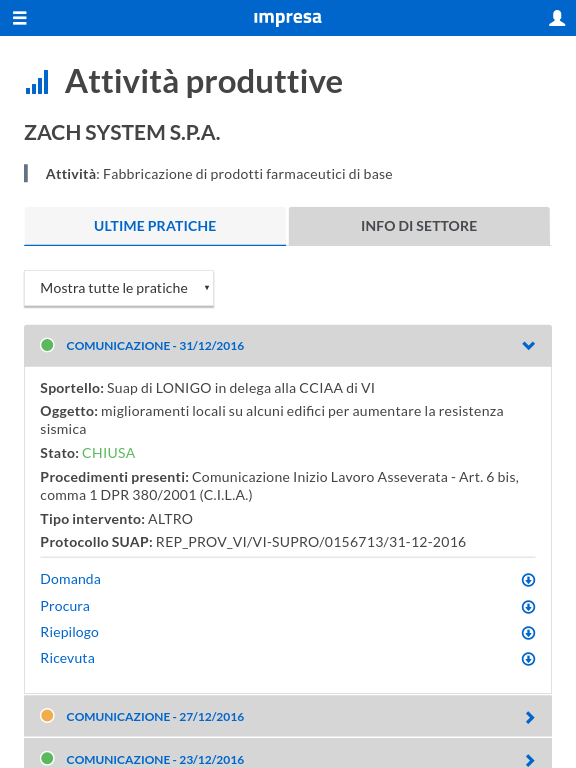 impresa
Attività produttive
ZACH SYSTEM S.P.A.
Attività: Fabbricazione di prodotti farmaceutici di base
ULTIME PRATICHE
INFO DI SETTORE
Mostra tutte le pratiche
COMUNICAZIONE - 31/12/2016
Sportello: Suap di LONIGO in delega alla CCIAA di VI
Oggetto: miglioramenti locali su alcuni edifici per aumentare la resistenza
sismica
Stato: CHIUSA
Procedimenti presenti: Comunicazione Inizio Lavoro Asseverata - Art. 6 bis,
comma 1 DPR 380/2001 (C.I.L.A.)
Tipo intervento: ALTRO
Protocollo SUAP: REP_PROV_VI/VI-SUPRO/0156713/31-12-2016
Domanda
Procura
Riepilogo
Ricevuta
COMUNICAZIONE - 27/12/2016
COMUNICAZIONE - 23/12/2016